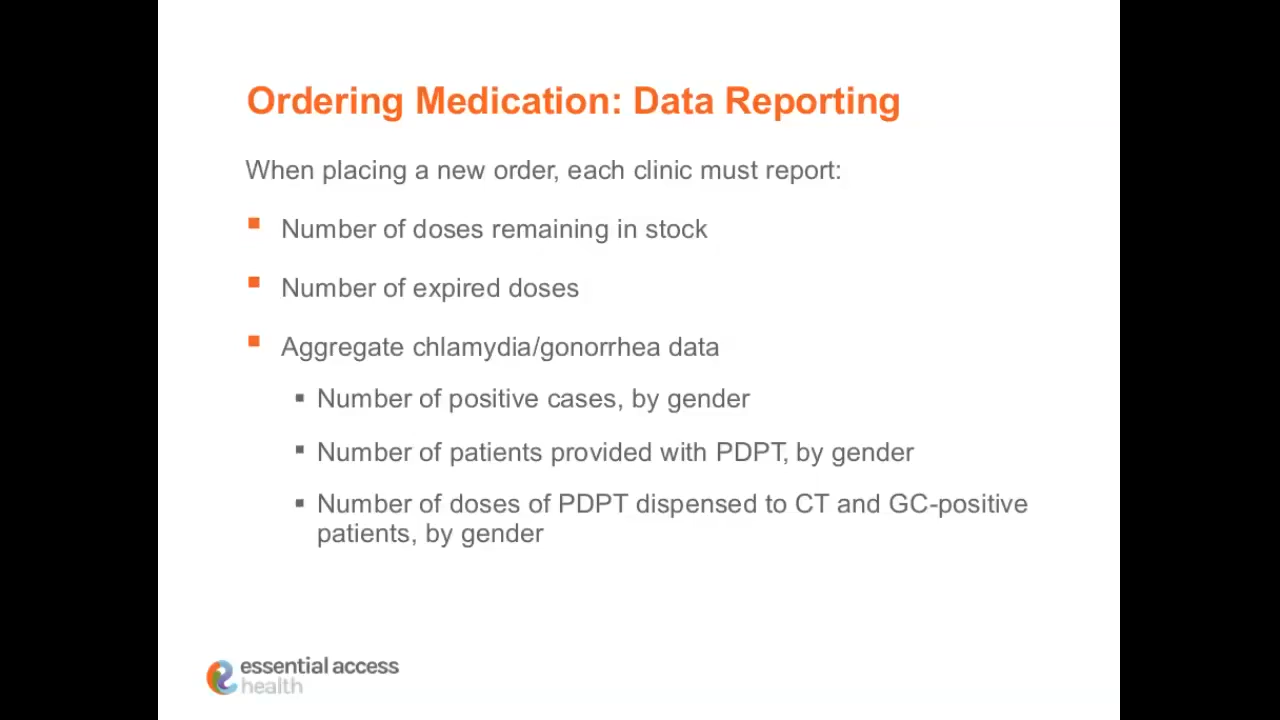 Ordering Medication: Data Reporting
When placing a new order, each clinic must report:
Number of doses remaining in stock
Number of expired doses
Aggregate chlamydia/gonorrhea data
Number of positive cases, by gender
Number of patients provided with PDPT, by gender
Number of doses of PDPT dispensed to CT and GC-positive
patients, by gender
essential access
health